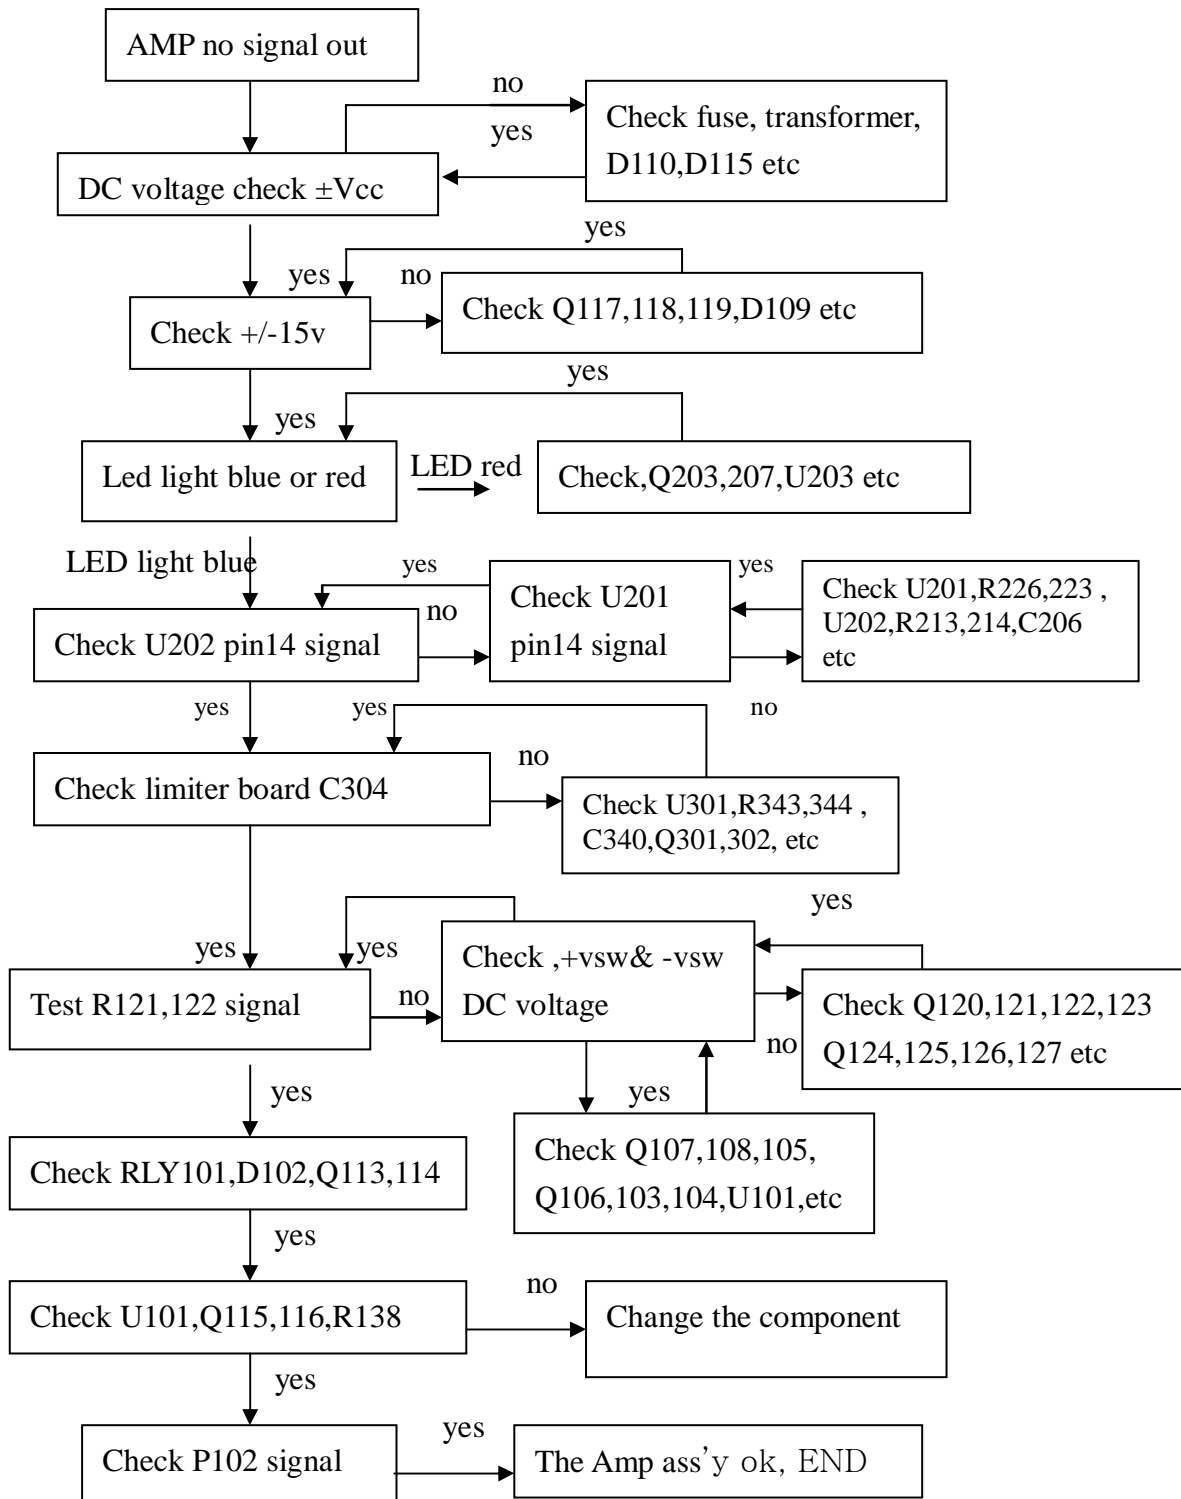 AMP no signal out
no
Check fuse, transformer,
yes
D110,D115 etc
DC voltage check ±Vcc
yes
yes
no
Check Q117,118,119,D109 etc
Check +/-15v
yes
yes
Led light blue or red
LED red
Check,Q203,207,U203 etc
LED light blue
yes
yes
Check U201
pin14 signal
Check U201,R226,223 ,
U202,R213,214,C206
etc
no
Check U202 pin14 signal
yes
yes
no
no
Check limiter board C304
Check U301,R343,344 ,
C340,Q301,302, etc
yes
yes
yes
Check ,+vsw& -vsw
DC voltage
Test R121,122 signal
no
Check Q120,121,122,123
Q124,125,126,127 etc
no
yes
yes
Check Q107,108,105,
Q106,103,104,U101,etc
Check RLY101,D102,Q113,114
yes
no
Check U101,Q115,116,R138
Change the component
yes
yes
Check P102 signal
The Amp ass’y ok, END